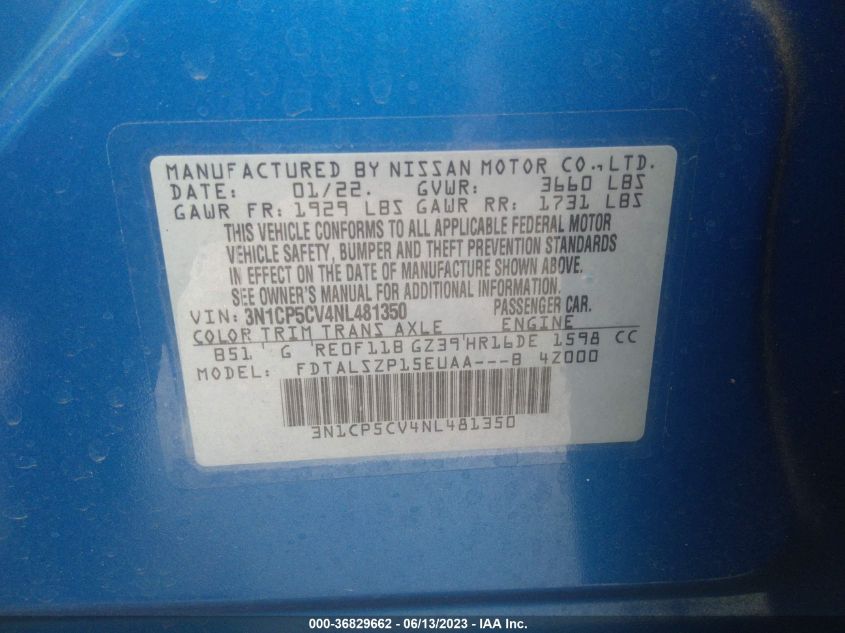 MANUFACTURED BY NISSAN MOTOR CO.,LTD.
DATE: 01/22. GVWR: 3660 LBS
GAWR FR: 1929 LBS GAWR RR: 1731 LBS
THIS VEHICLE CONFORMS TO ALL APPLICABLE FEDERAL MOTOR
VEHICLE SAFETY, BUMPER AND THEFT PREVENTION STANDARDS
IN EFFECT ON THE DATE OF MANUFACTURE SHOWN ABOVE.
SEE OWNER'S MANUAL FOR ADDITIONAL INFORMATION.
VIN: 3N1CP5CV4NL481350 PASSENGER CAR.
COLOR TRIM TRANS AXLE ENGINE
B51 G RE0F11B GZ39 HR16DE 1598 CC
MODEL: FDTALSZP15EUAA---B 4Z000
3N1CP5CV4NL481350
000-36829662 - 06/13/2023 - IAA Inc.